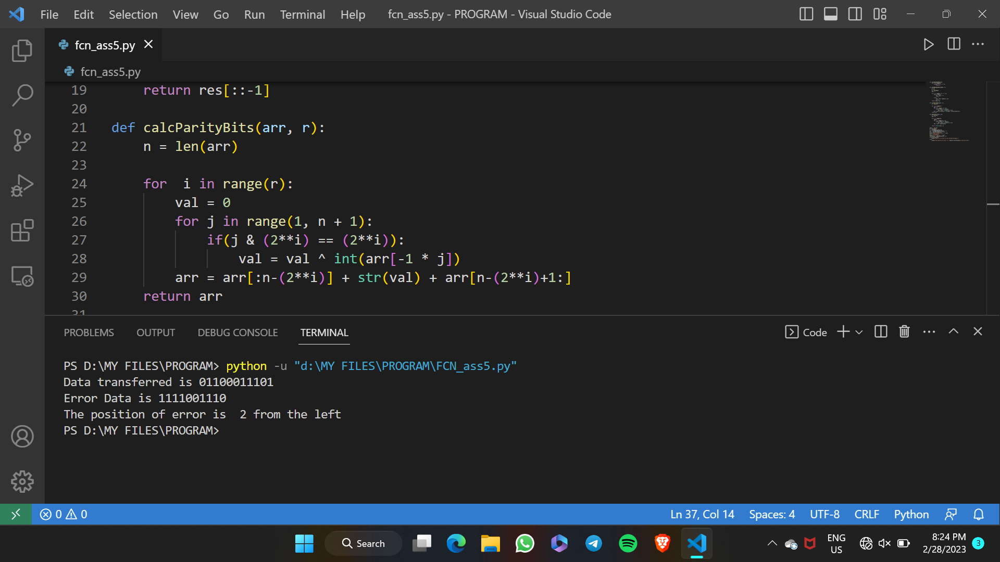 File Edit Selection View Go Run Terminal Help fcn_ass5.py - PROGRAM - Visual Studio Code
fcn_ass5.py
fcn_ass5.py
19 return res[::-1]
20
21 def calcParityBits(arr, r):
22 n = len(arr)
23
24 for  i in range(r):
25 val = 0
26 for j in range(1, n + 1):
27 if(j & (2**i) == (2**i)):
28 val = val ^ int(arr[-1 * j])
29 arr = arr[:n-(2**i)] + str(val) + arr[n-(2**i)+1:]
30 return arr
31
PROBLEMS OUTPUT DEBUG CONSOLE TERMINAL Code
PS D:\MY FILES\PROGRAM> python -u "d:\MY FILES\PROGRAM\FCN_ass5.py"
Data transferred is 01100011101
Error Data is 1111001110
The position of error is  2 from the left
PS D:\MY FILES\PROGRAM>
0 0 Ln 37, Col 14 Spaces: 4 UTF-8 CRLF Python
Search ENG US 8:24 PM 2/28/2023 3